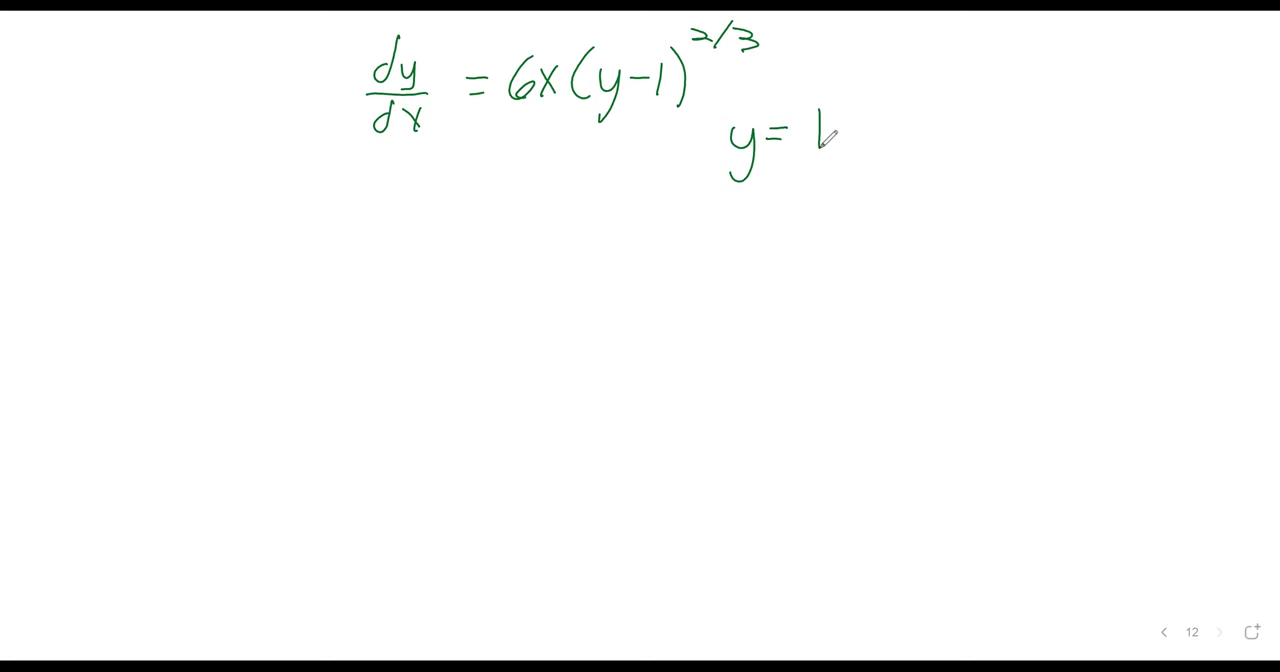 dy/dx = 6x(y-1)^{2/3}
y = 1
12